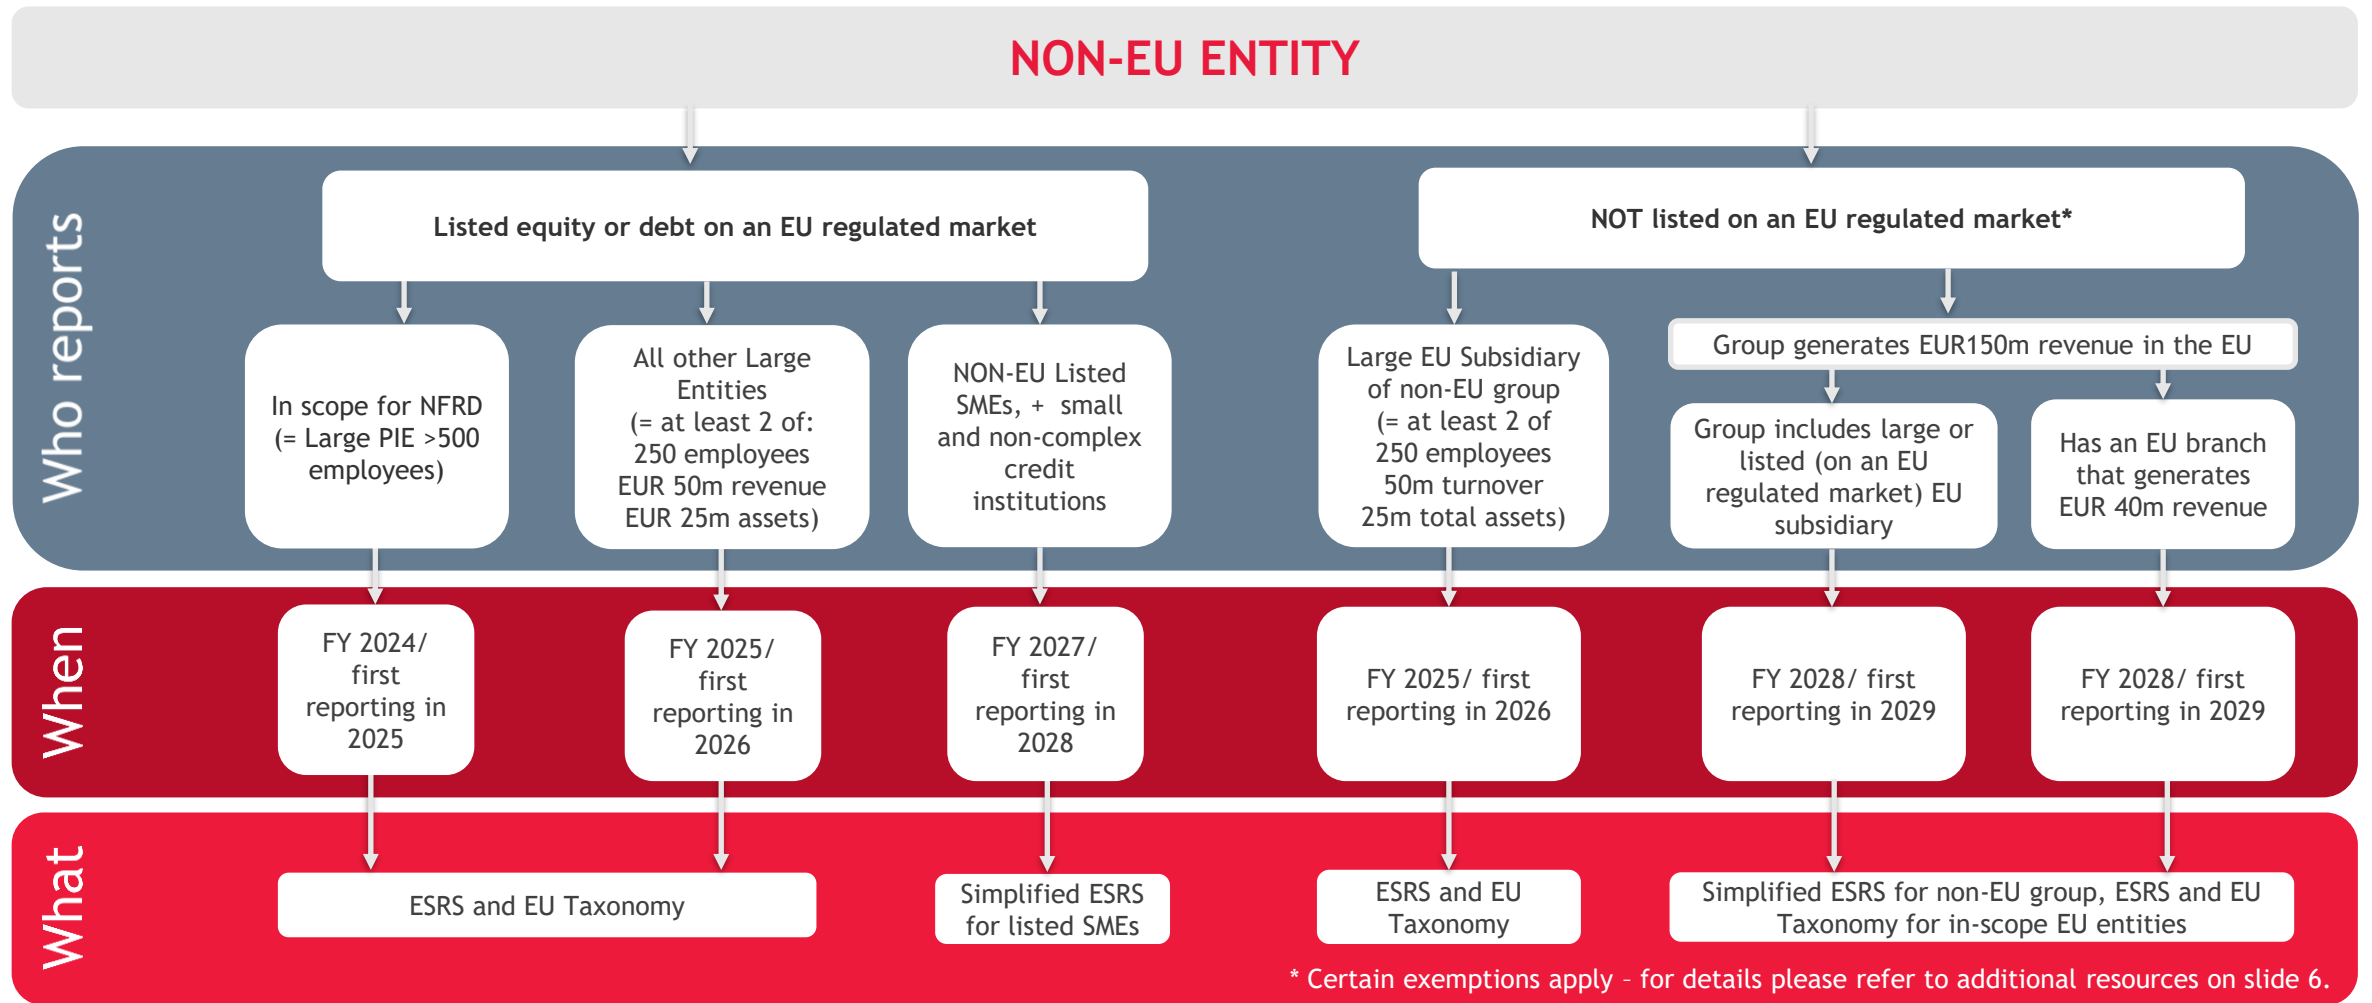 NON-EU ENTITY
Who reports
Listed equity or debt on an EU regulated market
NOT listed on an EU regulated market*
In scope for NFRD
(= Large PIE >500
employees)
All other Large
Entities
(= at least 2 of:
250 employees
EUR 50m revenue
EUR 25m assets)
NON-EU Listed
SMEs, + small
and non-complex
credit
institutions
Large EU Subsidiary
of non-EU group
(= at least 2 of
250 employees
50m turnover
25m total assets)
Group generates EUR150m revenue in the EU
Group includes large or
listed (on an EU
regulated market) EU
subsidiary
Has an EU branch
that generates
EUR 40m revenue
When
FY 2024/
first
reporting in
2025
FY 2025/
first
reporting in
2026
FY 2027/
first
reporting in
2028
FY 2025/ first
reporting in 2026
FY 2028/ first
reporting in 2029
FY 2028/ first
reporting in 2029
What
ESRS and EU Taxonomy
Simplified ESRS
for listed SMEs
ESRS and EU
Taxonomy
Simplified ESRS for non-EU group, ESRS and EU
Taxonomy for in-scope EU entities
* Certain exemptions apply – for details please refer to additional resources on slide 6.